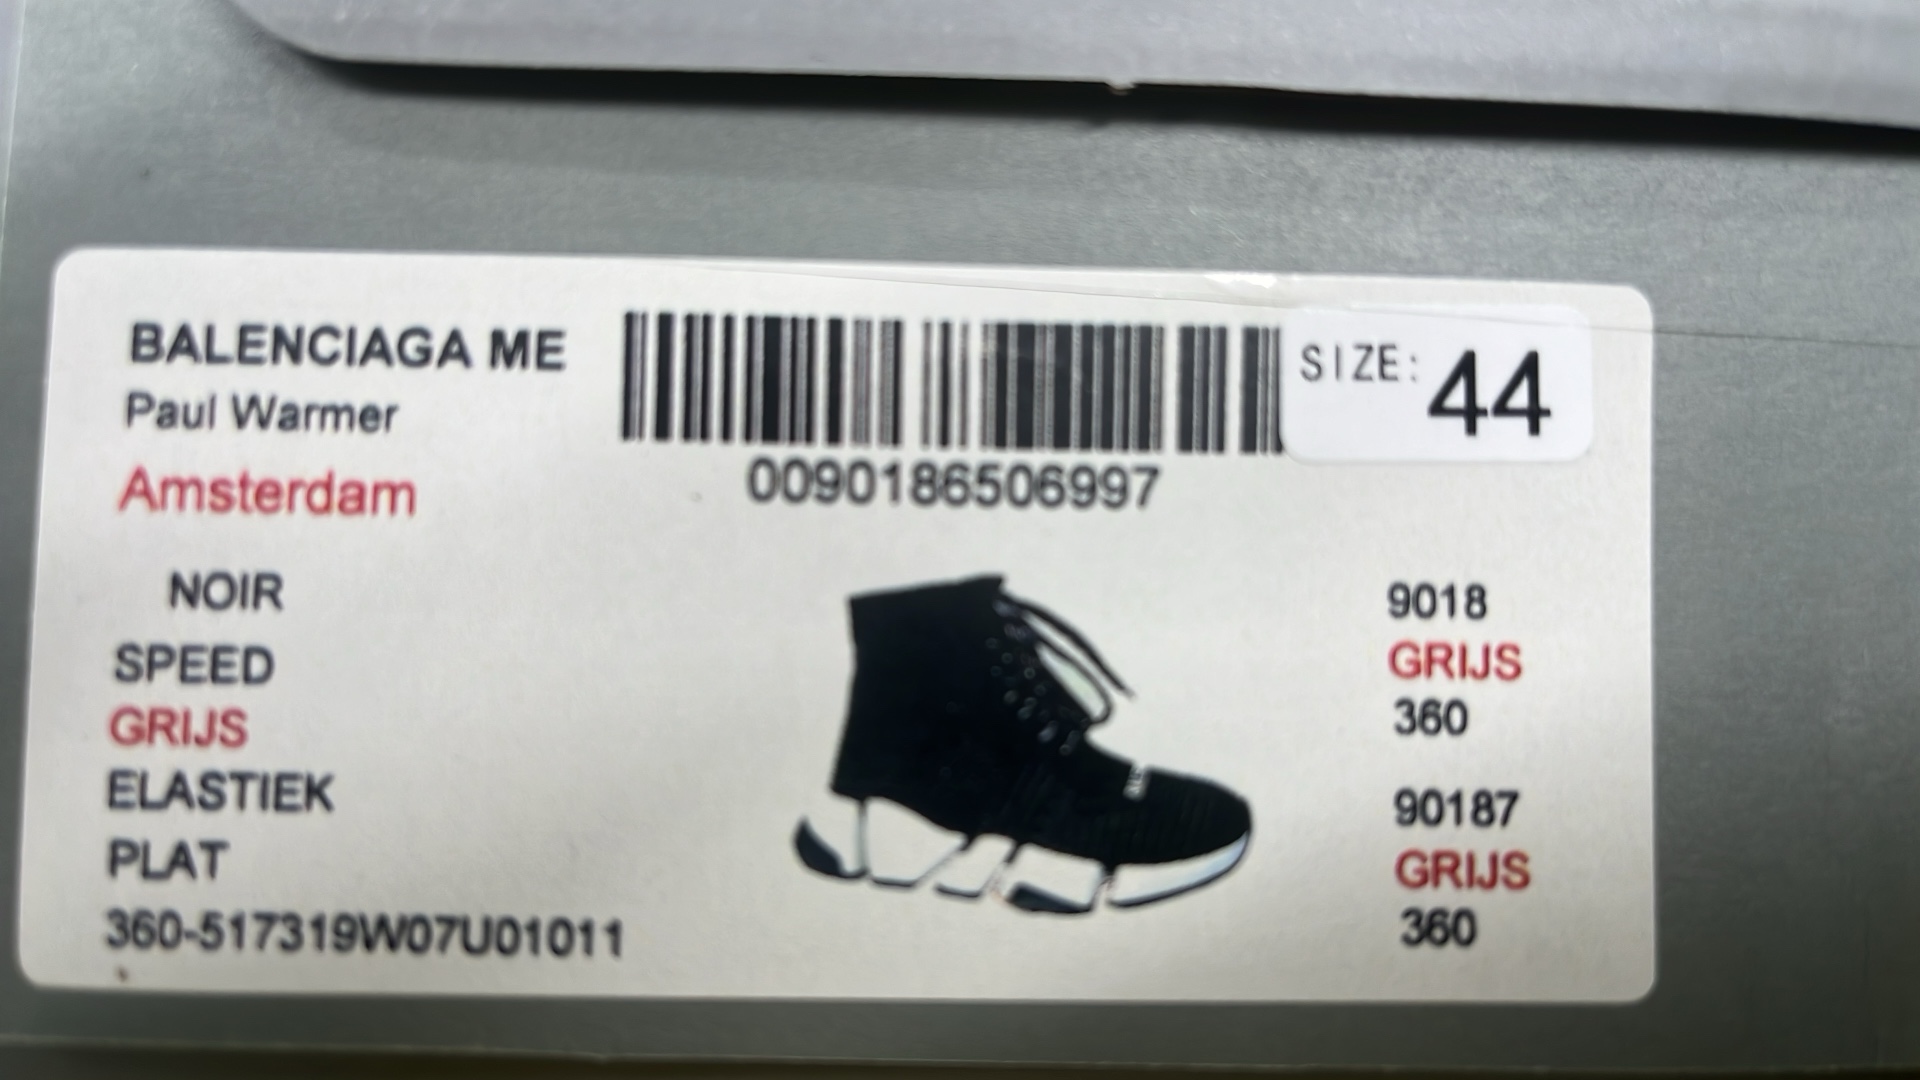 BALENCIAGA ME
Paul Warmer
Amsterdam
0090186506997
SIZE: 44
NOIR
SPEED
GRIJS
ELASTIEK
PLAT
360-517319W07U01011
9018
GRIJS
360
90187
GRIJS
360